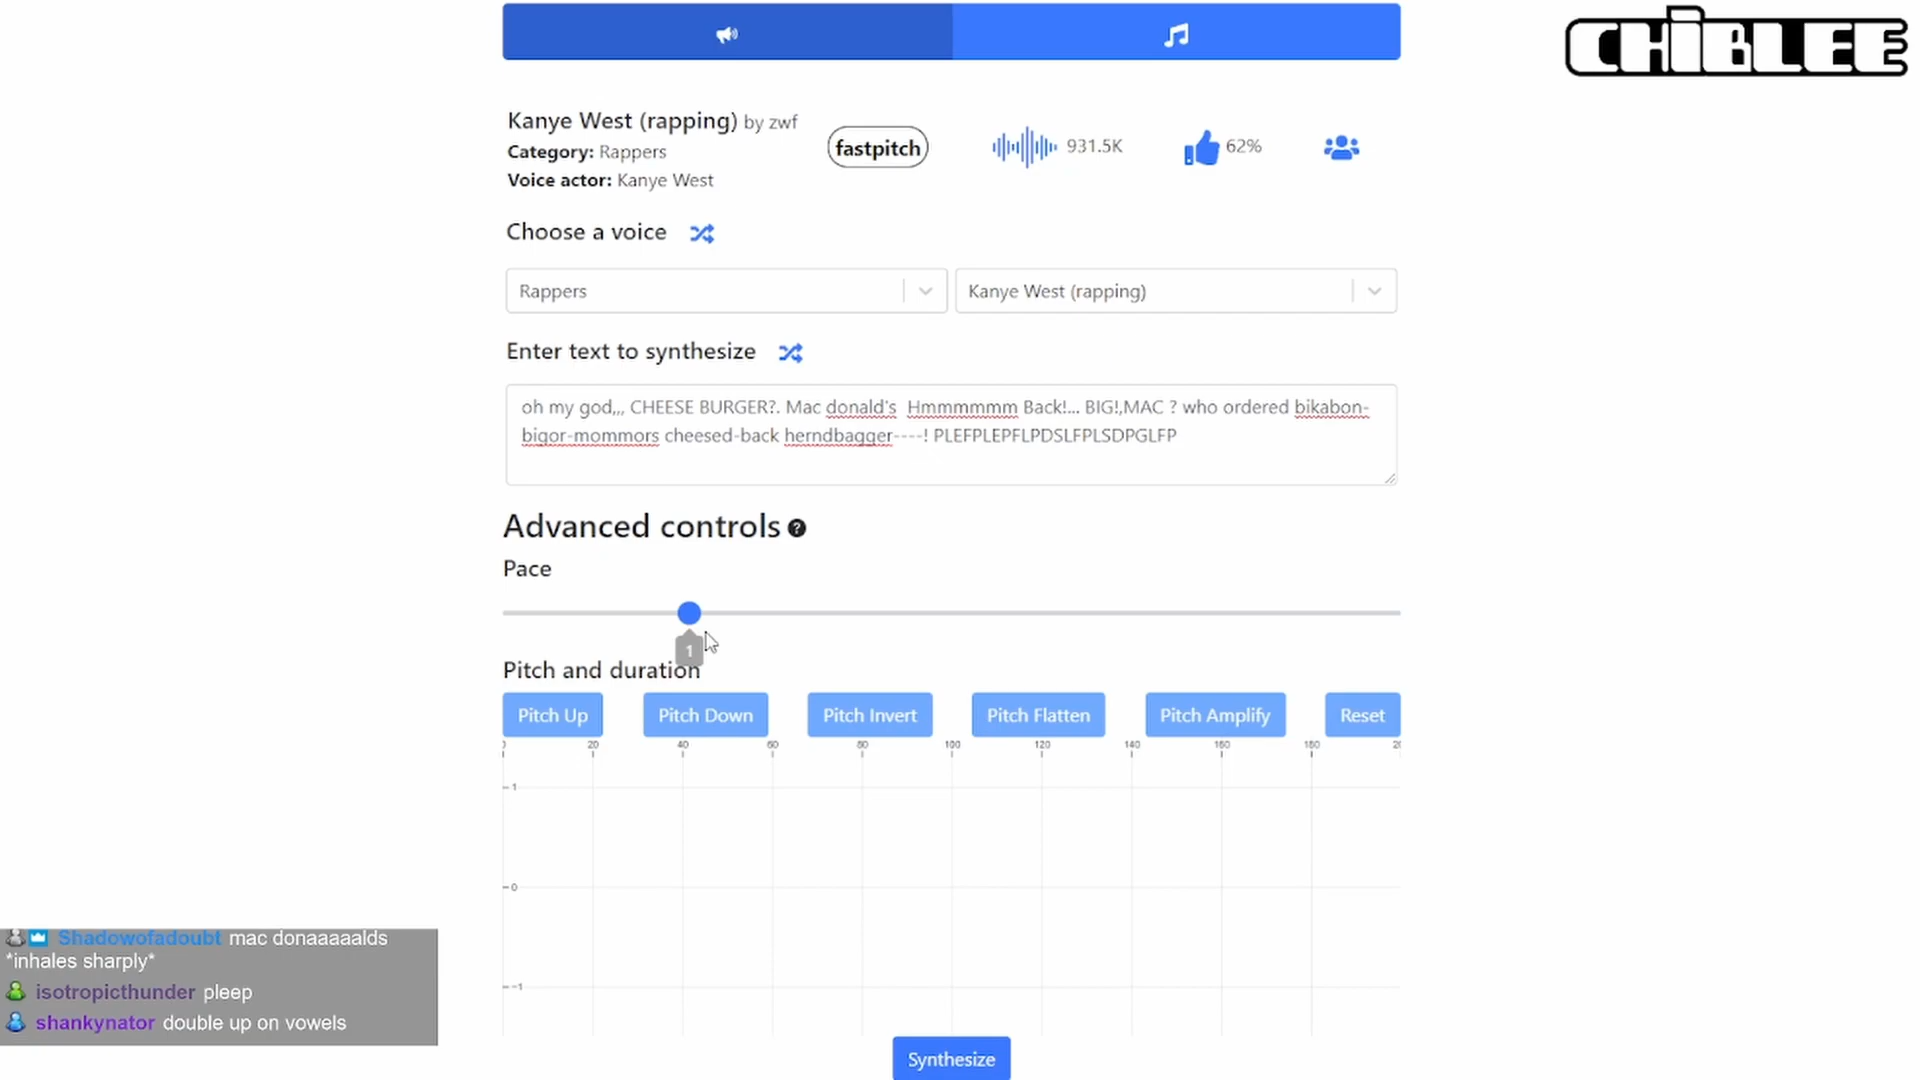 CHIBLEE
Kanye West (rapping) by zwf
Category: Rappers
Voice actor: Kanye West
fastpitch
931.5K
62%
Choose a voice
Rappers
Kanye West (rapping)
Enter text to synthesize
oh my god,,, CHEESE BURGER?. Mac donald's  Hmmmmmm Back!... BIG!,MAC ? who ordered bikabon-
bigor-mommors cheesed-back herndbagger----! PLEFPLEPFLPDSLFPLSDPGLFP
Advanced controls ?
Pace
1
Pitch and duration
Pitch Up Pitch Down Pitch Invert Pitch Flatten Pitch Amplify Reset
20 40 60 80 100 120 140 160 180
1
0
-1
Synthesize
Shadowofadoubt mac donaaaaalds
*inhales sharply*
isotropicthunder pleep
shankynator double up on vowels